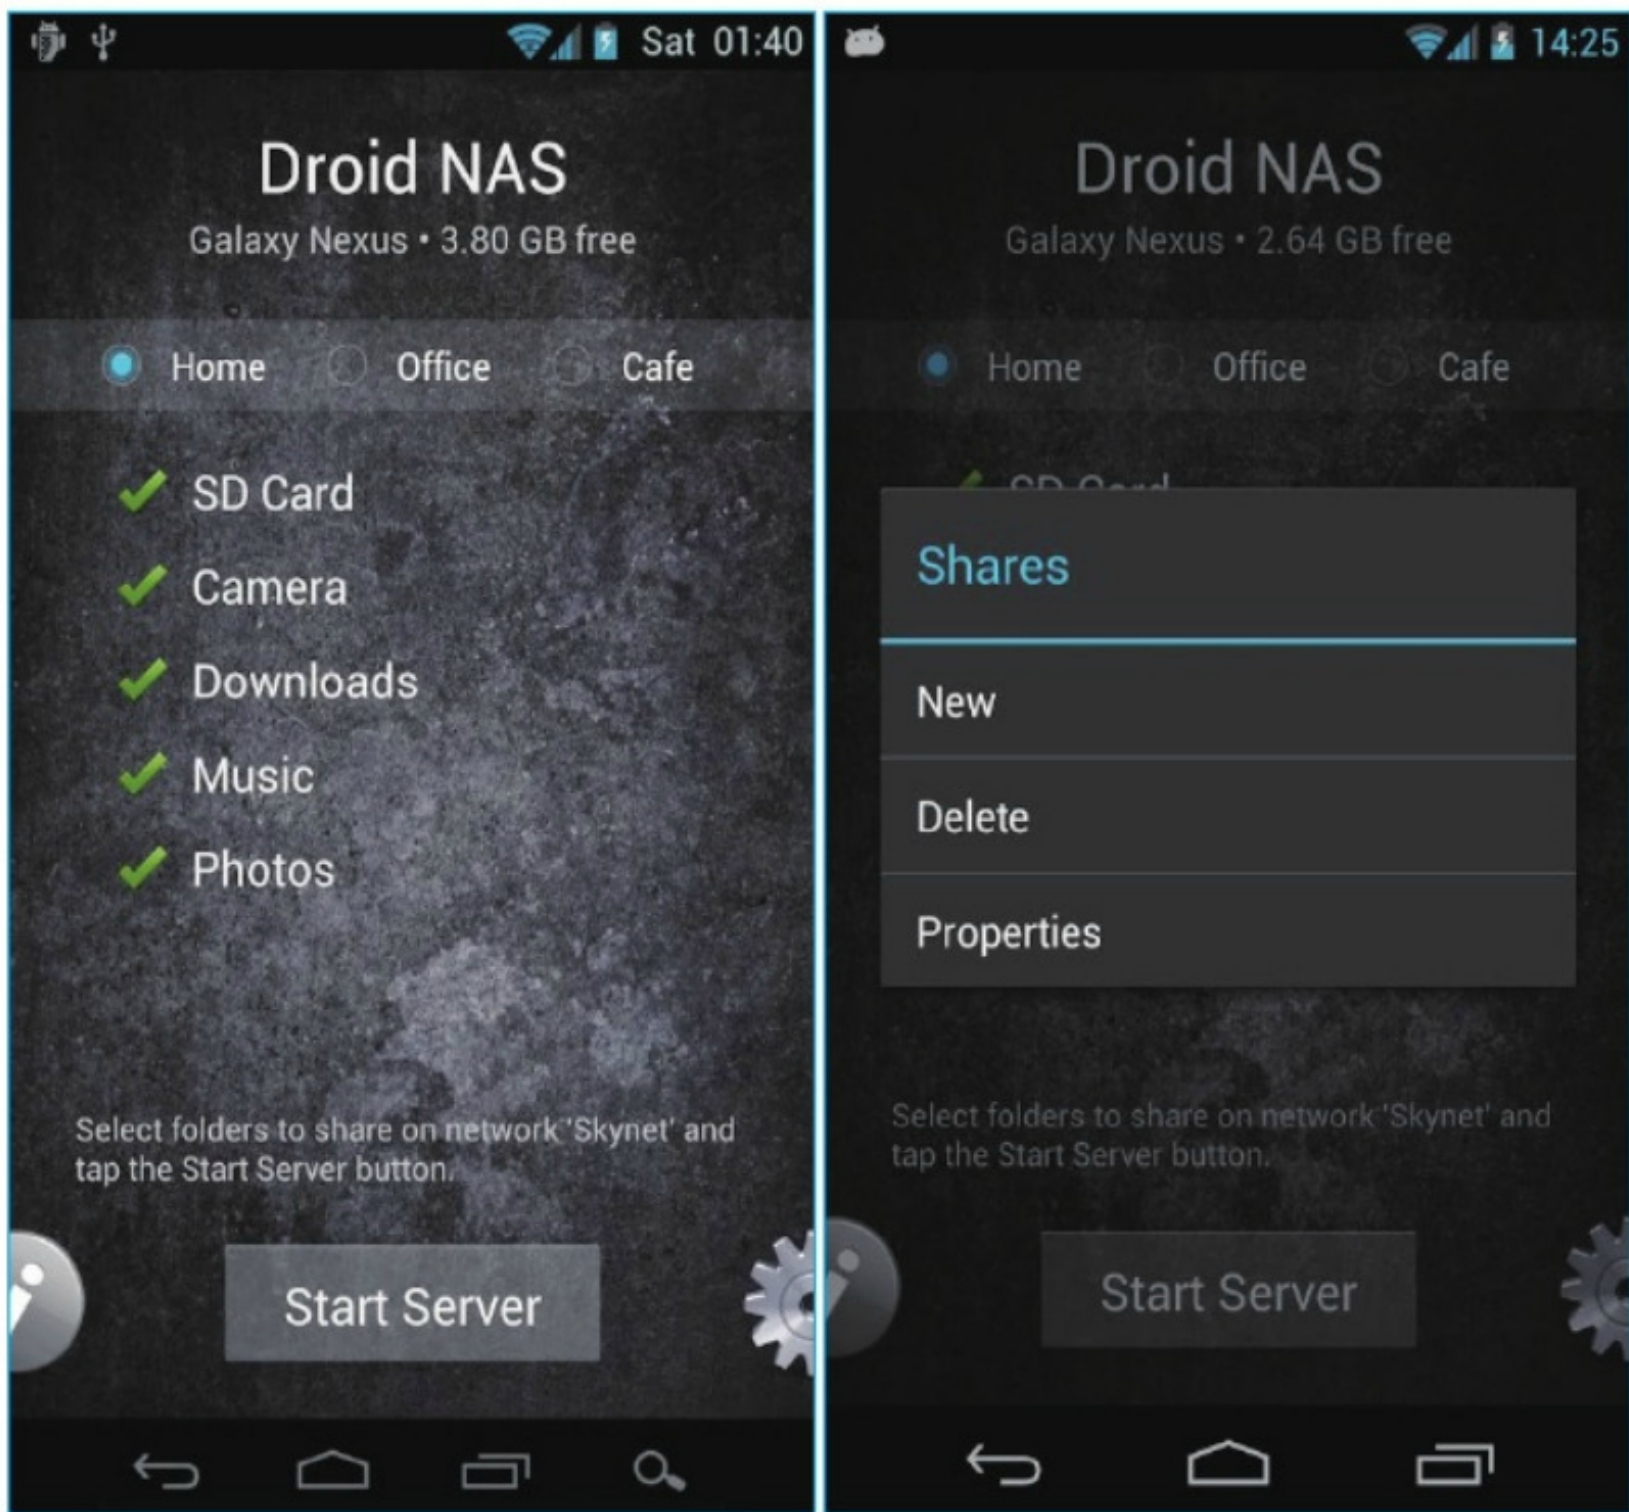 Sat 01:40
Droid NAS
Galaxy Nexus • 3.80 GB free
Home Office Cafe
SD Card
Camera
Downloads
Music
Photos
Select folders to share on network 'Skynet' and
tap the Start Server button.
Start Server
14:25
Droid NAS
Galaxy Nexus • 2.64 GB free
Home Office Cafe
SD Card
Shares
New
Delete
Properties
Select folders to share on network 'Skynet' and
tap the Start Server button.
Start Server